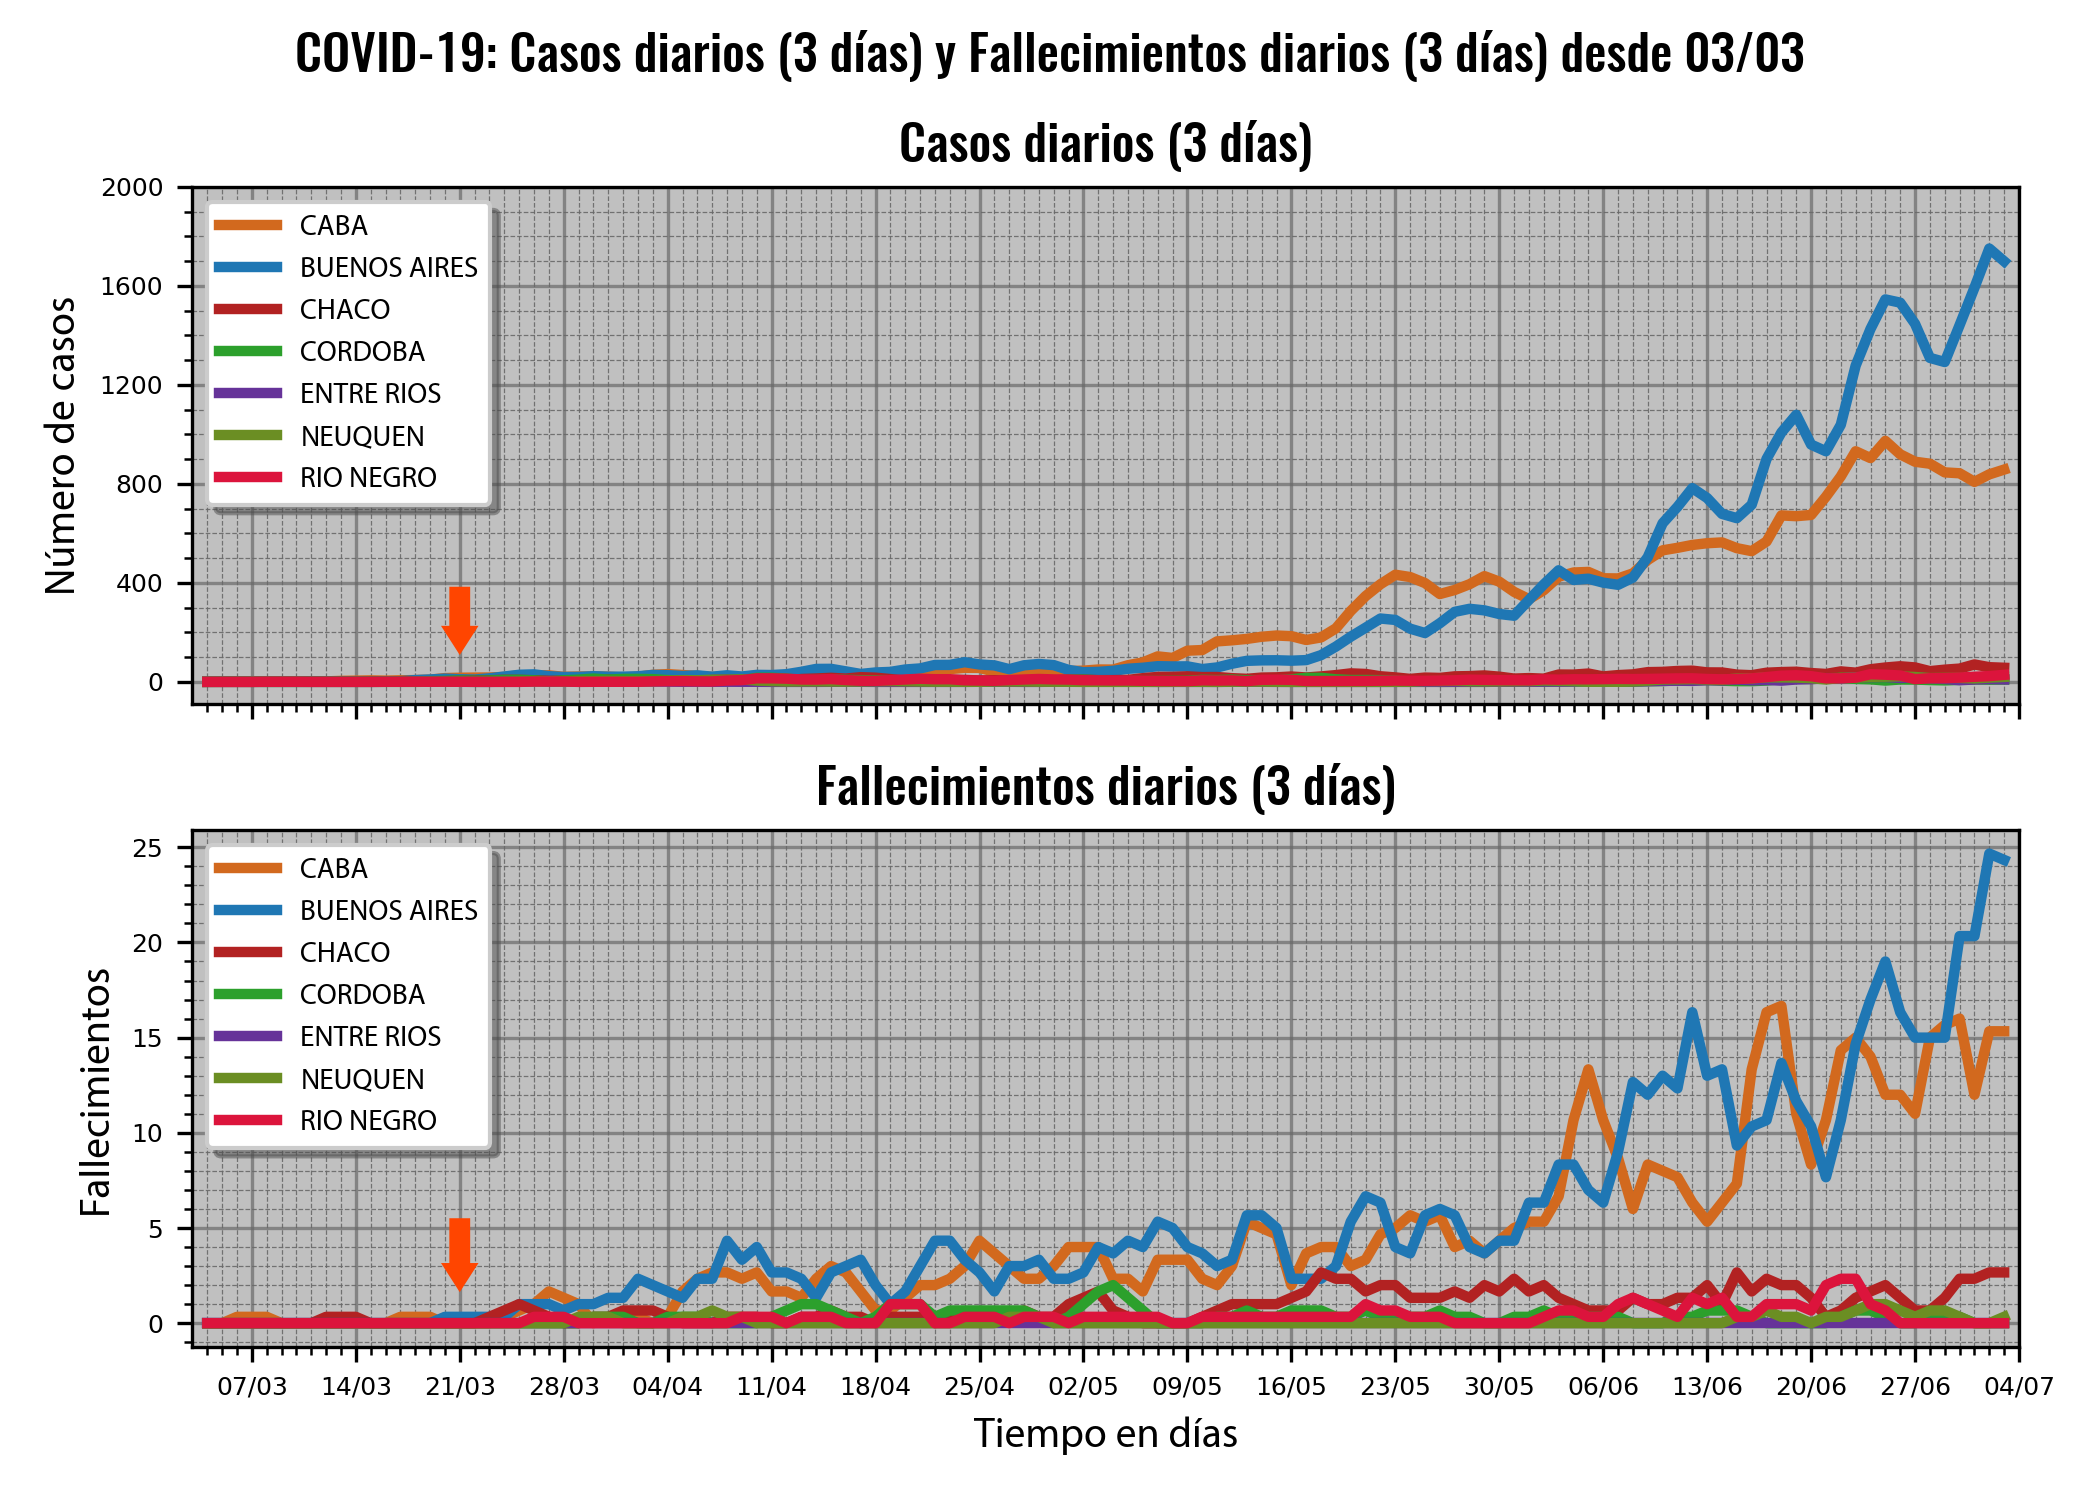 COVID-19: Casos diarios (3 días) y Fallecimientos diarios (3 días) desde 03/03
Casos diarios (3 días)
2000
1600
1200
800
400
0
Número de casos
CABA
BUENOS AIRES
CHACO
CORDOBA
ENTRE RIOS
NEUQUEN
RIO NEGRO
Fallecimientos diarios (3 días)
25
20
15
10
5
0
Fallecimientos
CABA
BUENOS AIRES
CHACO
CORDOBA
ENTRE RIOS
NEUQUEN
RIO NEGRO
07/03 14/03 21/03 28/03 04/04 11/04 18/04 25/04 02/05 09/05 16/05 23/05 30/05 06/06 13/06 20/06 27/06 04/07
Tiempo en días